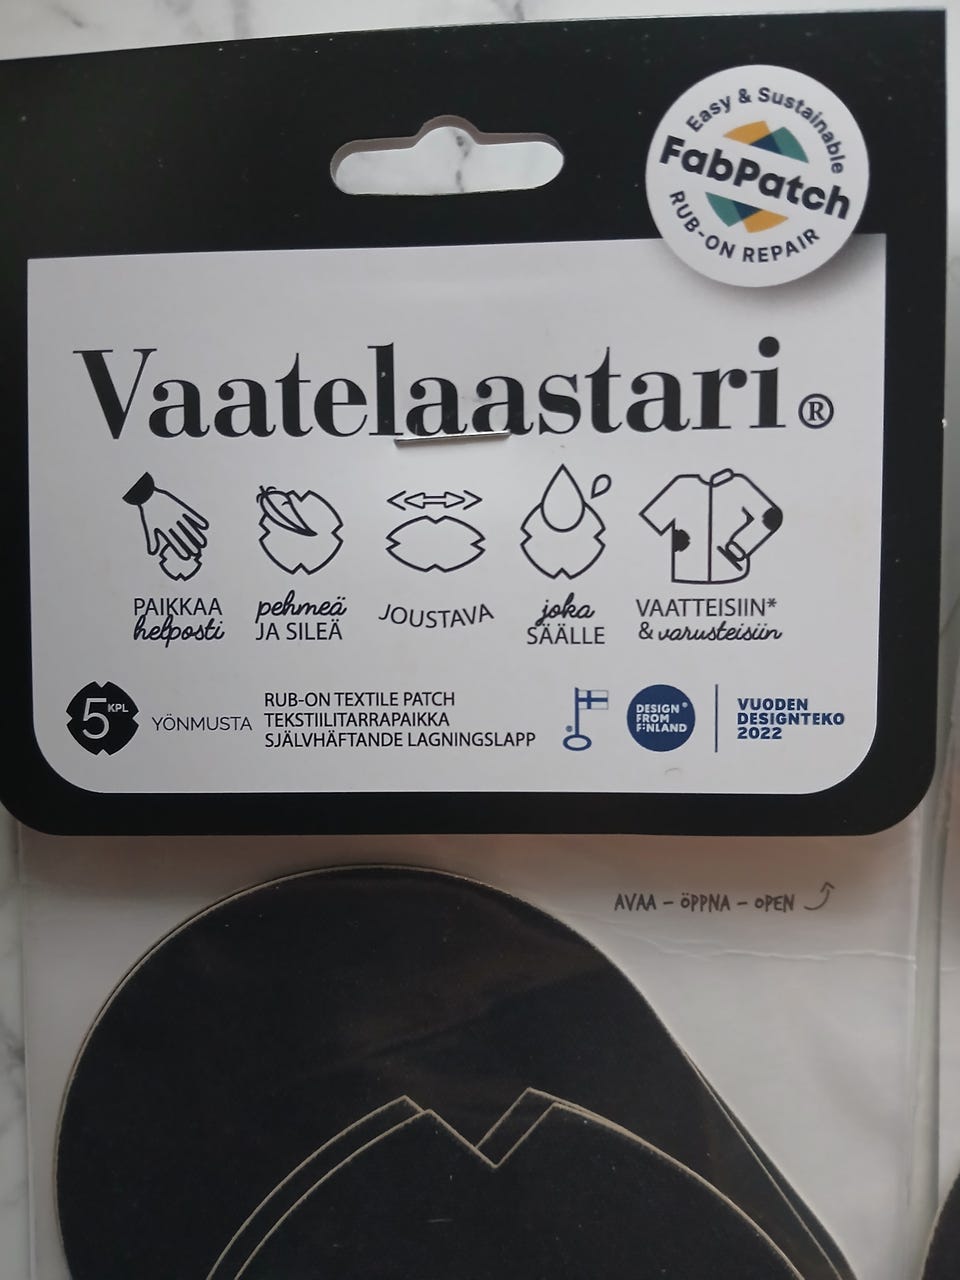 Easy & Sustainable
FabPatch
RUB-ON REPAIR
Vaatelaastari®
PAIKKAA
helposti
pehmeä
JA SILEÄ
JOUSTAVA
joka
SÄÄLLE
VAATTEISIIN*
& varusteisiin
5 KPL
YÖNMUSTA
RUB-ON TEXTILE PATCH
TEKSTIILITARRAPAIKKA
SJÄLVHÄFTANDE LAGNINGSLAPP
DESIGN®
FROM
FINLAND
VUODEN
DESIGNTEKO
2022
AVAA – ÖPPNA – OPEN